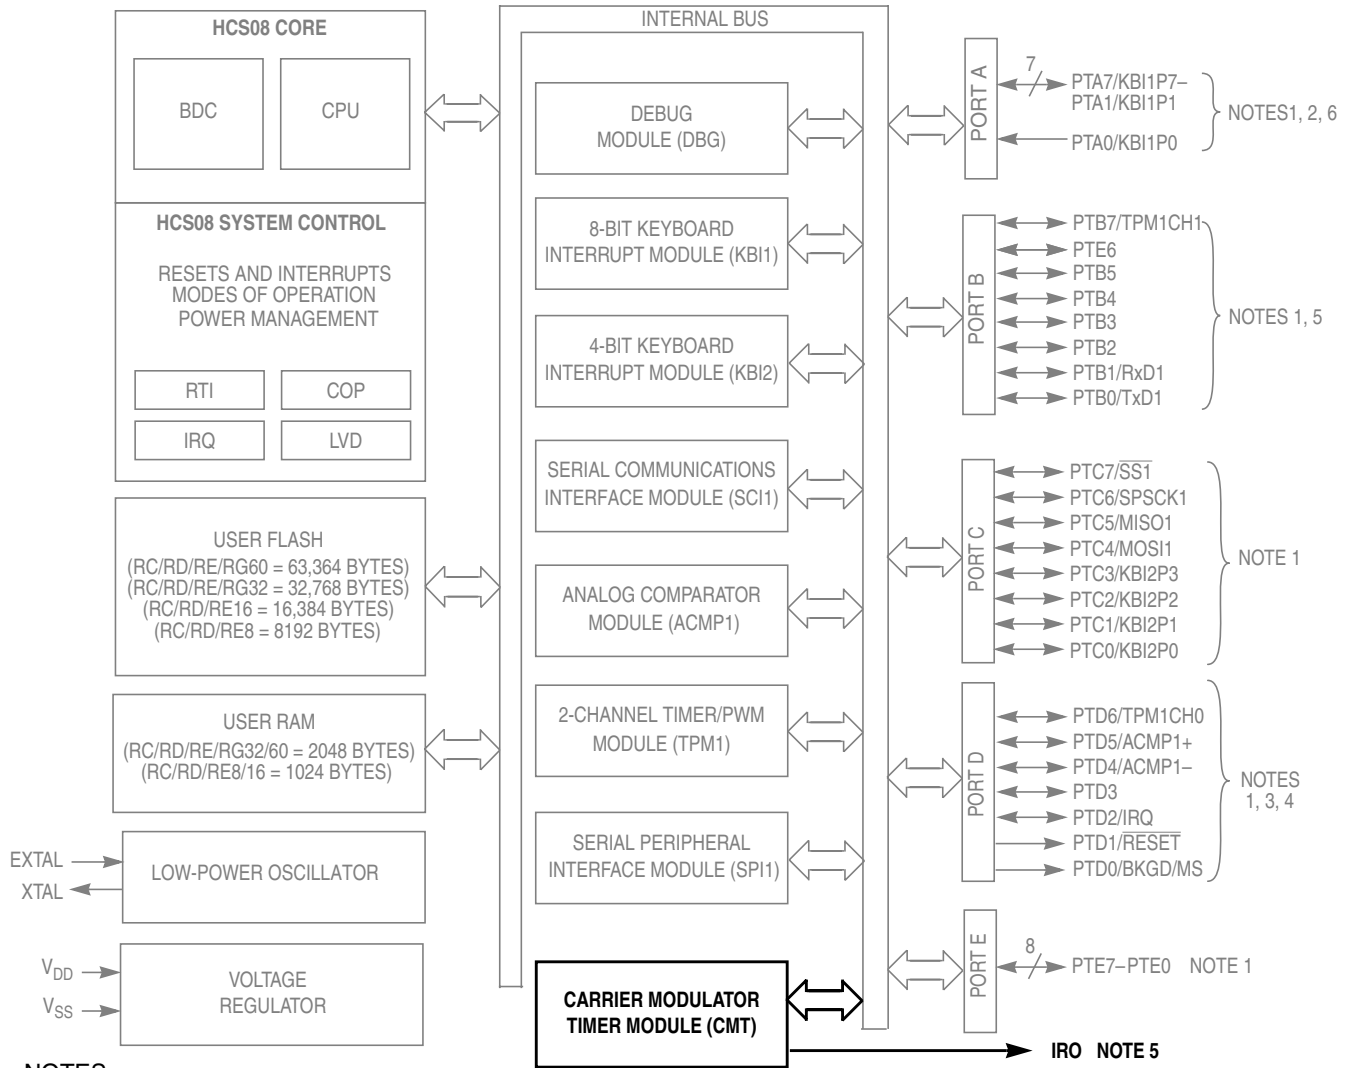 HCS08 CORE
BDC
CPU
HCS08 SYSTEM CONTROL
RESETS AND INTERRUPTS
MODES OF OPERATION
POWER MANAGEMENT
RTI
COP
IRQ
LVD
USER FLASH
(RC/RD/RE/RG60 = 63,364 BYTES)
(RC/RD/RE/RG32 = 32,768 BYTES)
(RC/RD/RE16 = 16,384 BYTES)
(RC/RD/RE8 = 8192 BYTES)
USER RAM
(RC/RD/RE/RG32/60 = 2048 BYTES)
(RC/RD/RE8/16 = 1024 BYTES)
EXTAL
XTAL
LOW-POWER OSCILLATOR
VDD
VSS
VOLTAGE
REGULATOR
INTERNAL BUS
DEBUG
MODULE (DBG)
8-BIT KEYBOARD
INTERRUPT MODULE (KBI1)
4-BIT KEYBOARD
INTERRUPT MODULE (KBI2)
SERIAL COMMUNICATIONS
INTERFACE MODULE (SCI1)
ANALOG COMPARATOR
MODULE (ACMP1)
2-CHANNEL TIMER/PWM
MODULE (TPM1)
SERIAL PERIPHERAL
INTERFACE MODULE (SPI1)
CARRIER MODULATOR
TIMER MODULE (CMT)
PORT A
7
PTA7/KBI1P7–
PTA1/KBI1P1
PTA0/KBI1P0
NOTES1, 2, 6
PORT B
PTB7/TPM1CH1
PTE6
PTB5
PTB4
PTB3
PTB2
PTB1/RxD1
PTB0/TxD1
NOTES 1, 5
PORT C
PTC7/SS1
PTC6/SPSCK1
PTC5/MISO1
PTC4/MOSI1
PTC3/KBI2P3
PTC2/KBI2P2
PTC1/KBI2P1
PTC0/KBI2P0
NOTE 1
PORT D
PTD6/TPM1CH0
PTD5/ACMP1+
PTD4/ACMP1–
PTD3
PTD2/IRQ
PTD1/RESET
PTD0/BKGD/MS
NOTES
1, 3, 4
PORT E
8
PTE7–PTE0 NOTE 1
IRO NOTE 5
NOTES